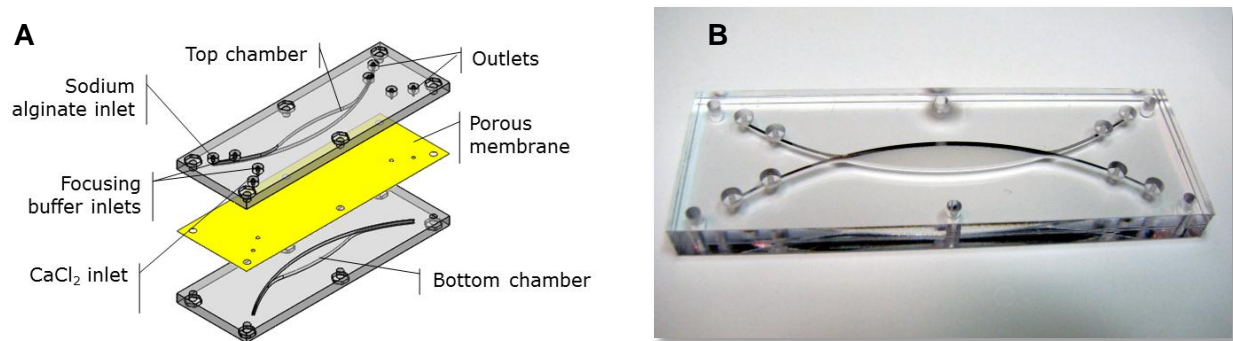 A
Top chamber
Outlets
Sodium
alginate inlet
Porous
membrane
Focusing
buffer inlets
CaCl₂ inlet
Bottom chamber
B